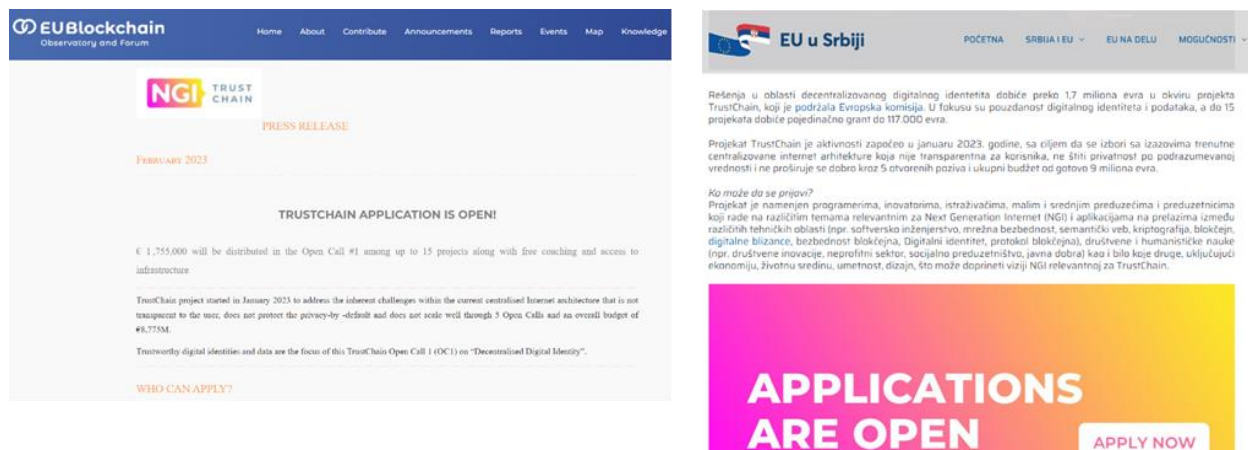 EUBlockchain
Observatory and Forum
Home About Contribute Announcements Reports Events Map Knowledge
NGI TRUST
CHAIN
PRESS RELEASE
FEBRUARY 2023
TRUSTCHAIN APPLICATION IS OPEN!
€ 1,755,000 will be distributed in the Open Call #1 among up to 15 projects along with free coaching and access to
infrastructure
TrustChain project started in January 2023 to address the inherent challenges within the current centralised Internet architecture that is not
transparent to the user, does not protect the privacy-by -default and does not scale well through 5 Open Calls and an overall budget of
€8,775M.
Trustworthy digital identities and data are the focus of this TrustChain Open Call 1 (OC1) on “Decentralised Digital Identity”.
WHO CAN APPLY?
EU u Srbiji
POČETNA SRBIJA I EU EU NA DELU MOGUĆNOSTI
Rešenja u oblasti decentralizovanog digitalnog identetita dobiće preko 1,7 miliona evra u okviru projekta
TrustChain, koji je podržala Evropska komisija. U fokusu su pouzdanost digitalnog identiteta i podataka, a do 15
projekata dobiće pojedinačno grant do 117.000 evra.
Projekat TrustChain je aktivnosti započeo u januaru 2023. godine, sa ciljem da se izbori sa izazovima trenutne
centralizovane internet arhitekture koja nije transparentna za korisnika, ne štiti privatnost po podrazumevanoj
vrednosti i ne proširuje se dobro kroz 5 otvorenih poziva i ukupni budžet od gotovo 9 miliona evra.
Ko može da se prijavi?
Projekat je namenjen programerima, inovatorima, istraživačima, malim i srednjim preduzećima i preduzetnicima
koji rade na različitim temama relevantnim za Next Generation Internet (NGI) i aplikacijama na prelazima između
različitih tehničkih oblasti (npr. softversko inženjerstvo, mrežna bezbednost, semantički veb, kriptografija, blokčejn,
digitalne blizance, bezbednost blokčejna, Digitalni identitet, protokol blokčejna), društvene i humanističke nauke
(npr. društvene inovacije, neprofitni sektor, socijalno preduzetništvo, javna dobra) kao i bilo koje druge, uključujući
ekonomiju, životnu sredinu, umetnost, dizajn, što može doprineti viziji NGI relevantnoj za TrustChain.
APPLICATIONS
ARE OPEN
APPLY NOW